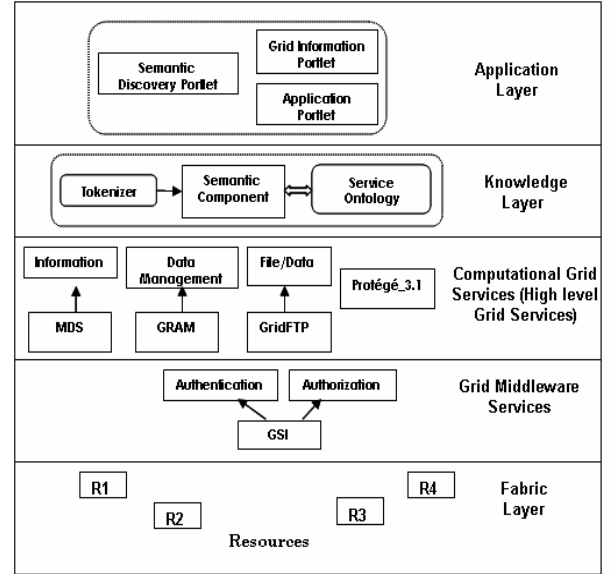 Semantic
Discovery Portlet
Grid Information
Portlet
Application
Portlet
Application
Layer
Tokenizer
Semantic
Component
Service
Ontology
Knowledge
Layer
Information
Data
Management
File/Data
Protégé_3.1
MDS
GRAM
GridFTP
Computational Grid
Services (High level
Grid Services)
Authentication
Authorization
GSI
Grid Middleware
Services
R1
R2
R3
R4
Resources
Fabric
Layer